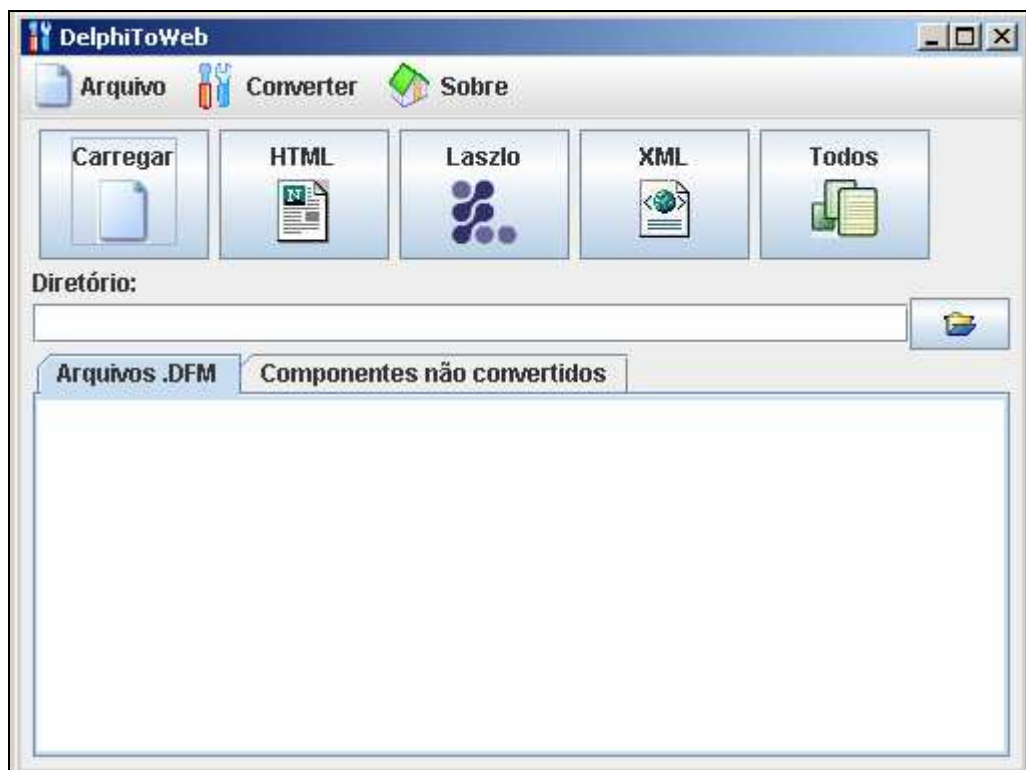 DelphiToWeb
Arquivo Converter Sobre
Carregar HTML Laszlo XML Todos
Diretório:
Arquivos .DFM Componentes não convertidos